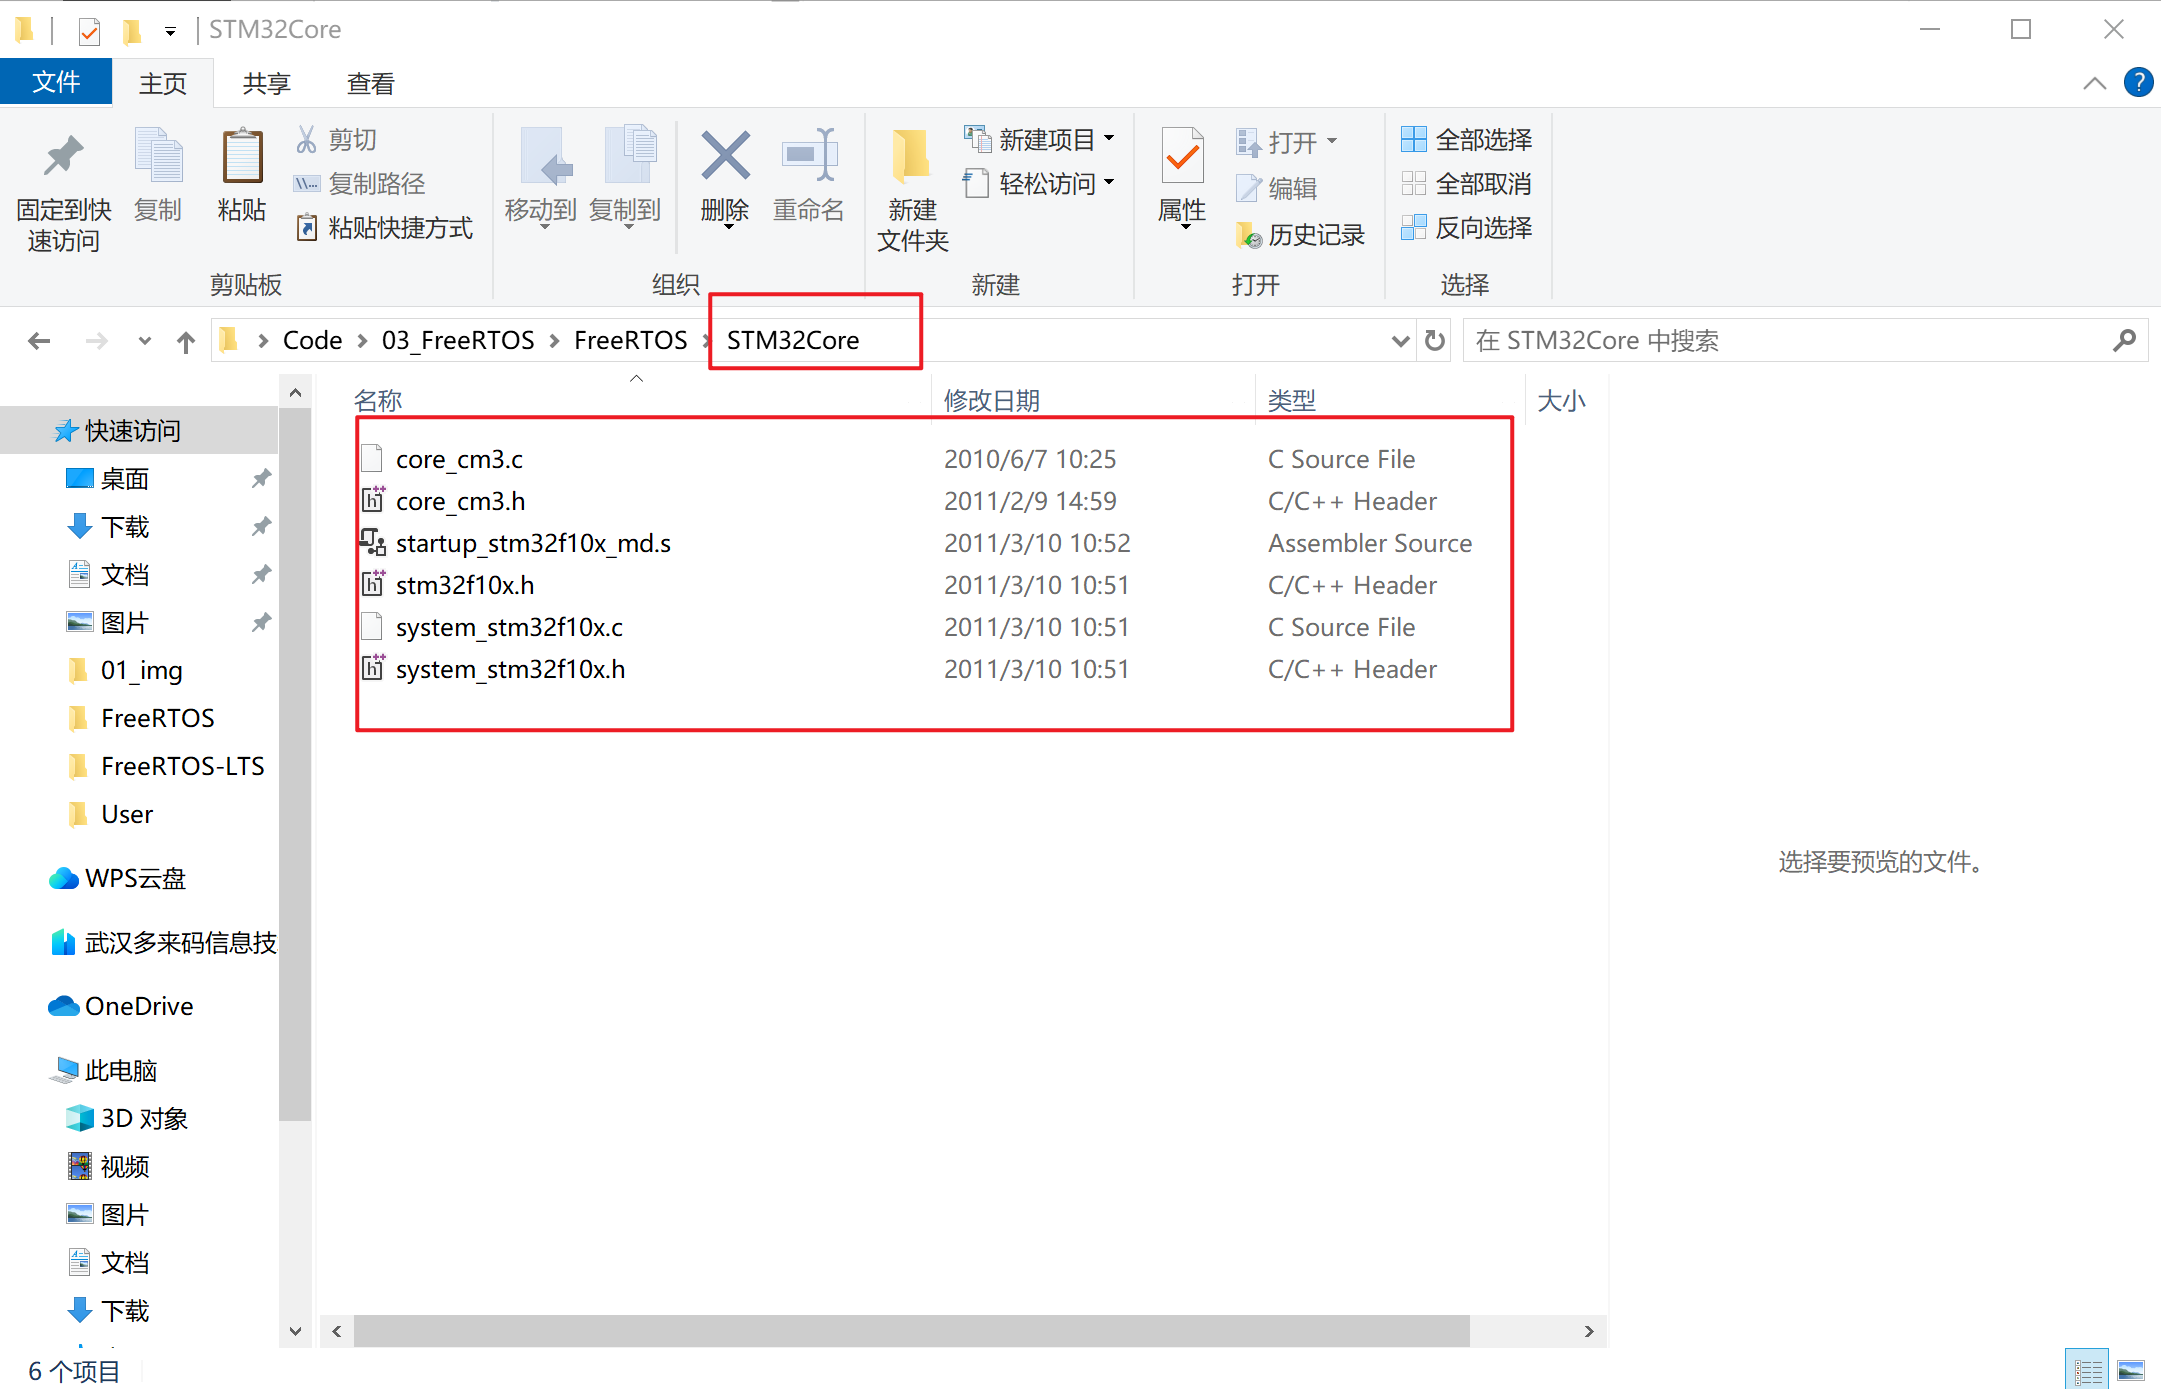 STM32Core
文件 主页 共享 查看
固定到快
速访问
复制
粘贴
剪切
复制路径
粘贴快捷方式
剪贴板
移动到
复制到
删除
重命名
组织
新建
文件夹
新建项目
轻松访问
新建
属性
打开
编辑
历史记录
打开
全部选择
全部取消
反向选择
选择
Code 03_FreeRTOS FreeRTOS STM32Core
在 STM32Core 中搜索
快速访问
桌面
下载
文档
图片
01_img
FreeRTOS
FreeRTOS-LTS
User
WPS云盘
武汉多来码信息技
OneDrive
此电脑
3D 对象
视频
图片
文档
下载
名称 修改日期 类型 大小
core_cm3.c 2010/6/7 10:25 C Source File
core_cm3.h 2011/2/9 14:59 C/C++ Header
startup_stm32f10x_md.s 2011/3/10 10:52 Assembler Source
stm32f10x.h 2011/3/10 10:51 C/C++ Header
system_stm32f10x.c 2011/3/10 10:51 C Source File
system_stm32f10x.h 2011/3/10 10:51 C/C++ Header
选择要预览的文件。
6 个项目